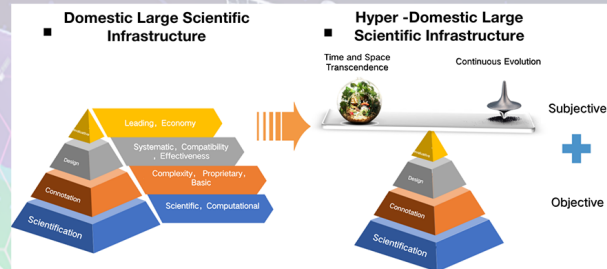 Domestic Large Scientific
Infrastructure
Leading、Economy
Systematic, Compatibility
, Effectiveness
Complexity, Proprietary,
Basic
Scientific, Computational
Design
Connotation
Scientification
Hyper -Domestic Large
Scientific Infrastructure
Time and Space
Transcendence
Continuous Evolution
Design
Connotation
Scientification
Subjective
Objective